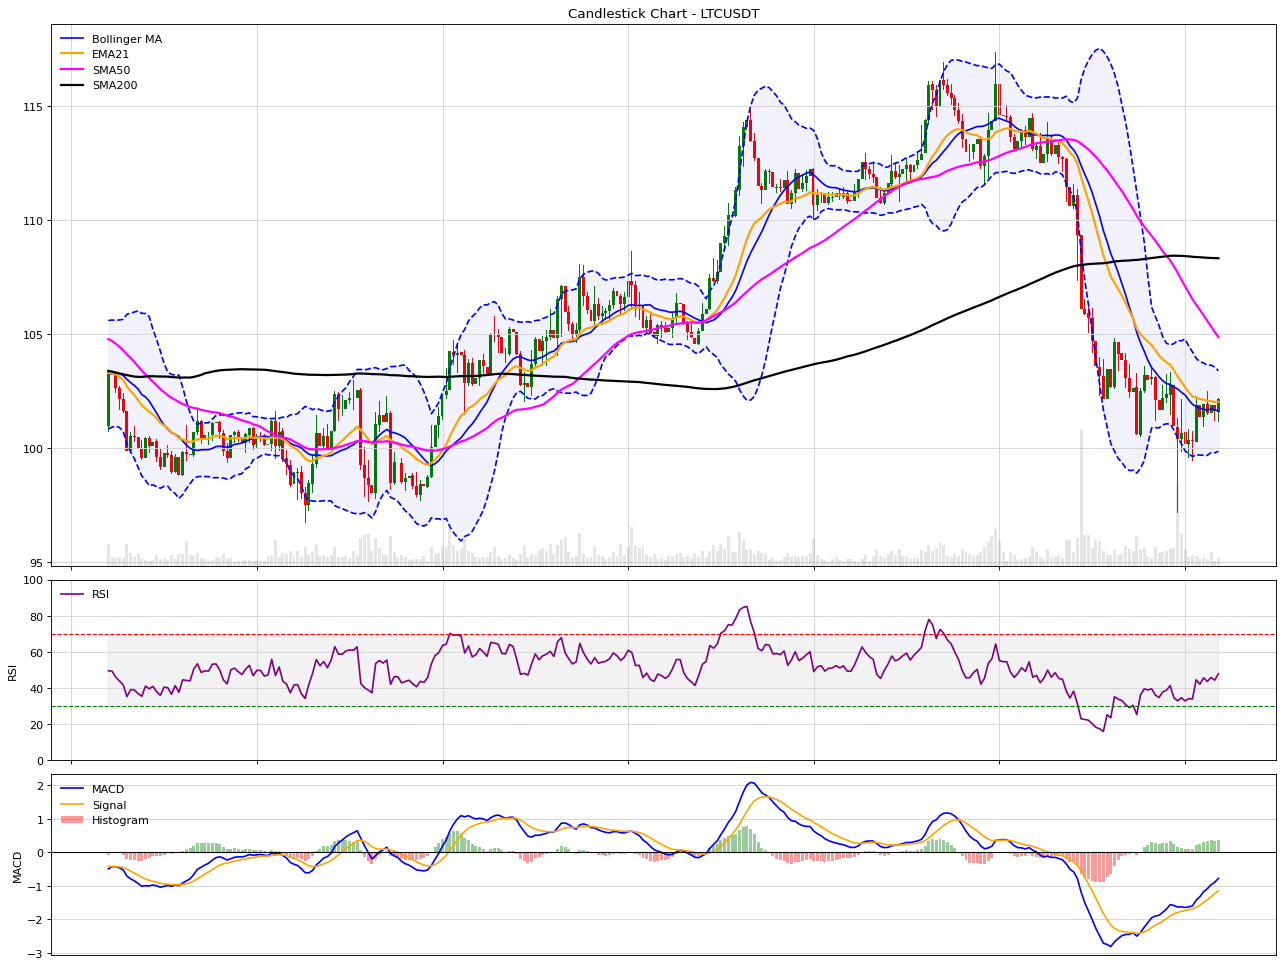 Candlestick Chart - LTCUSDT
Bollinger MA
EMA21
SMA50
SMA200
115
110
105
100
95
100
80
60
40
20
0
RSI
RSI
2
1
0
−1
−2
−3
MACD
MACD
Signal
Histogram